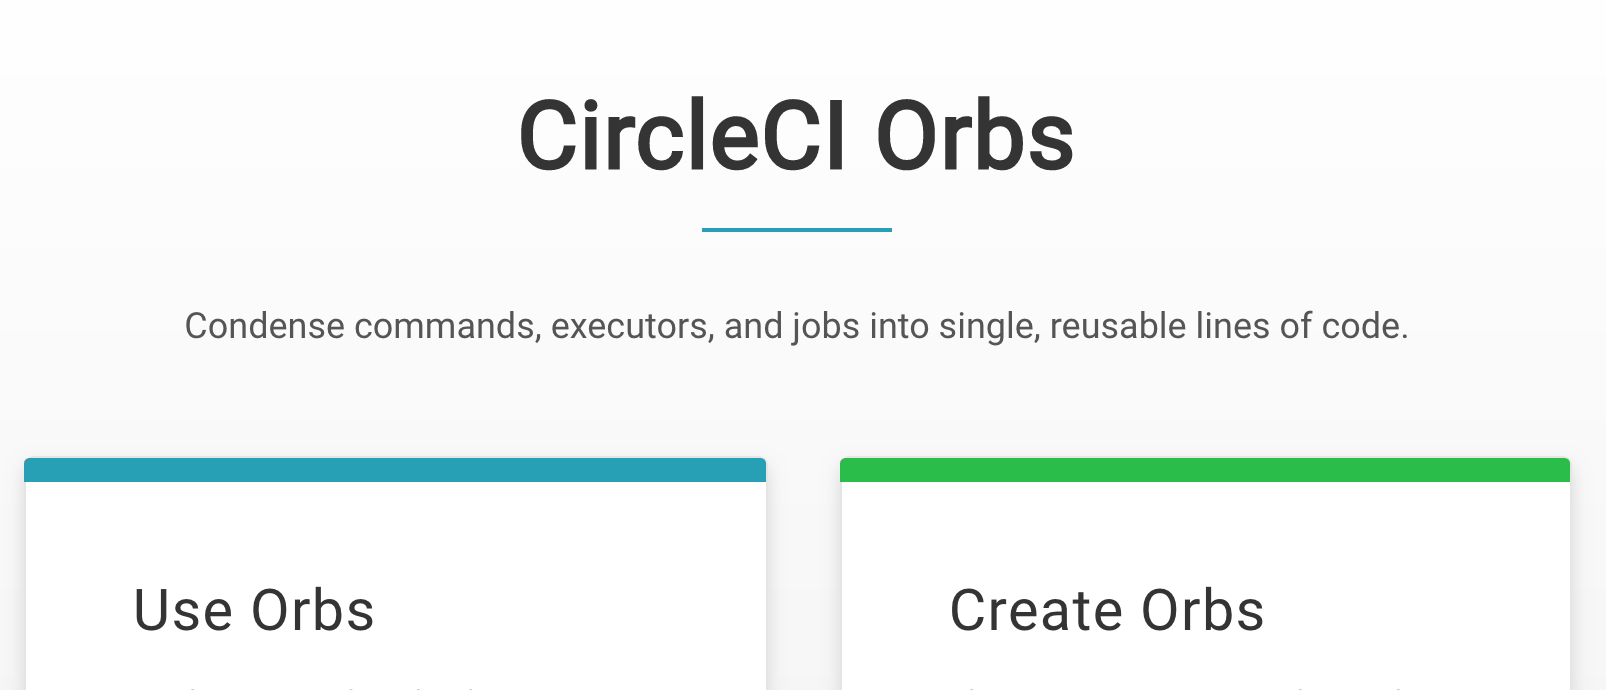 CircleCI Orbs
Condense commands, executors, and jobs into single, reusable lines of code.
Use Orbs
Create Orbs